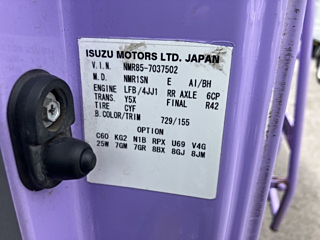 ISUZU MOTORS LTD. JAPAN
V.I.N. NMR85-7037502
M.D. NMR1SN E AI/BH
ENGINE LFB/4JJ1 RR AXLE 6CP
TRANS. Y5X FINAL R42
TIRE CYF
B.COLOR/TRIM 729/155
OPTION
C60 KG2 N1B RPX U69 V4G
25W 7GM 7GR 8BX 8GJ 8JM